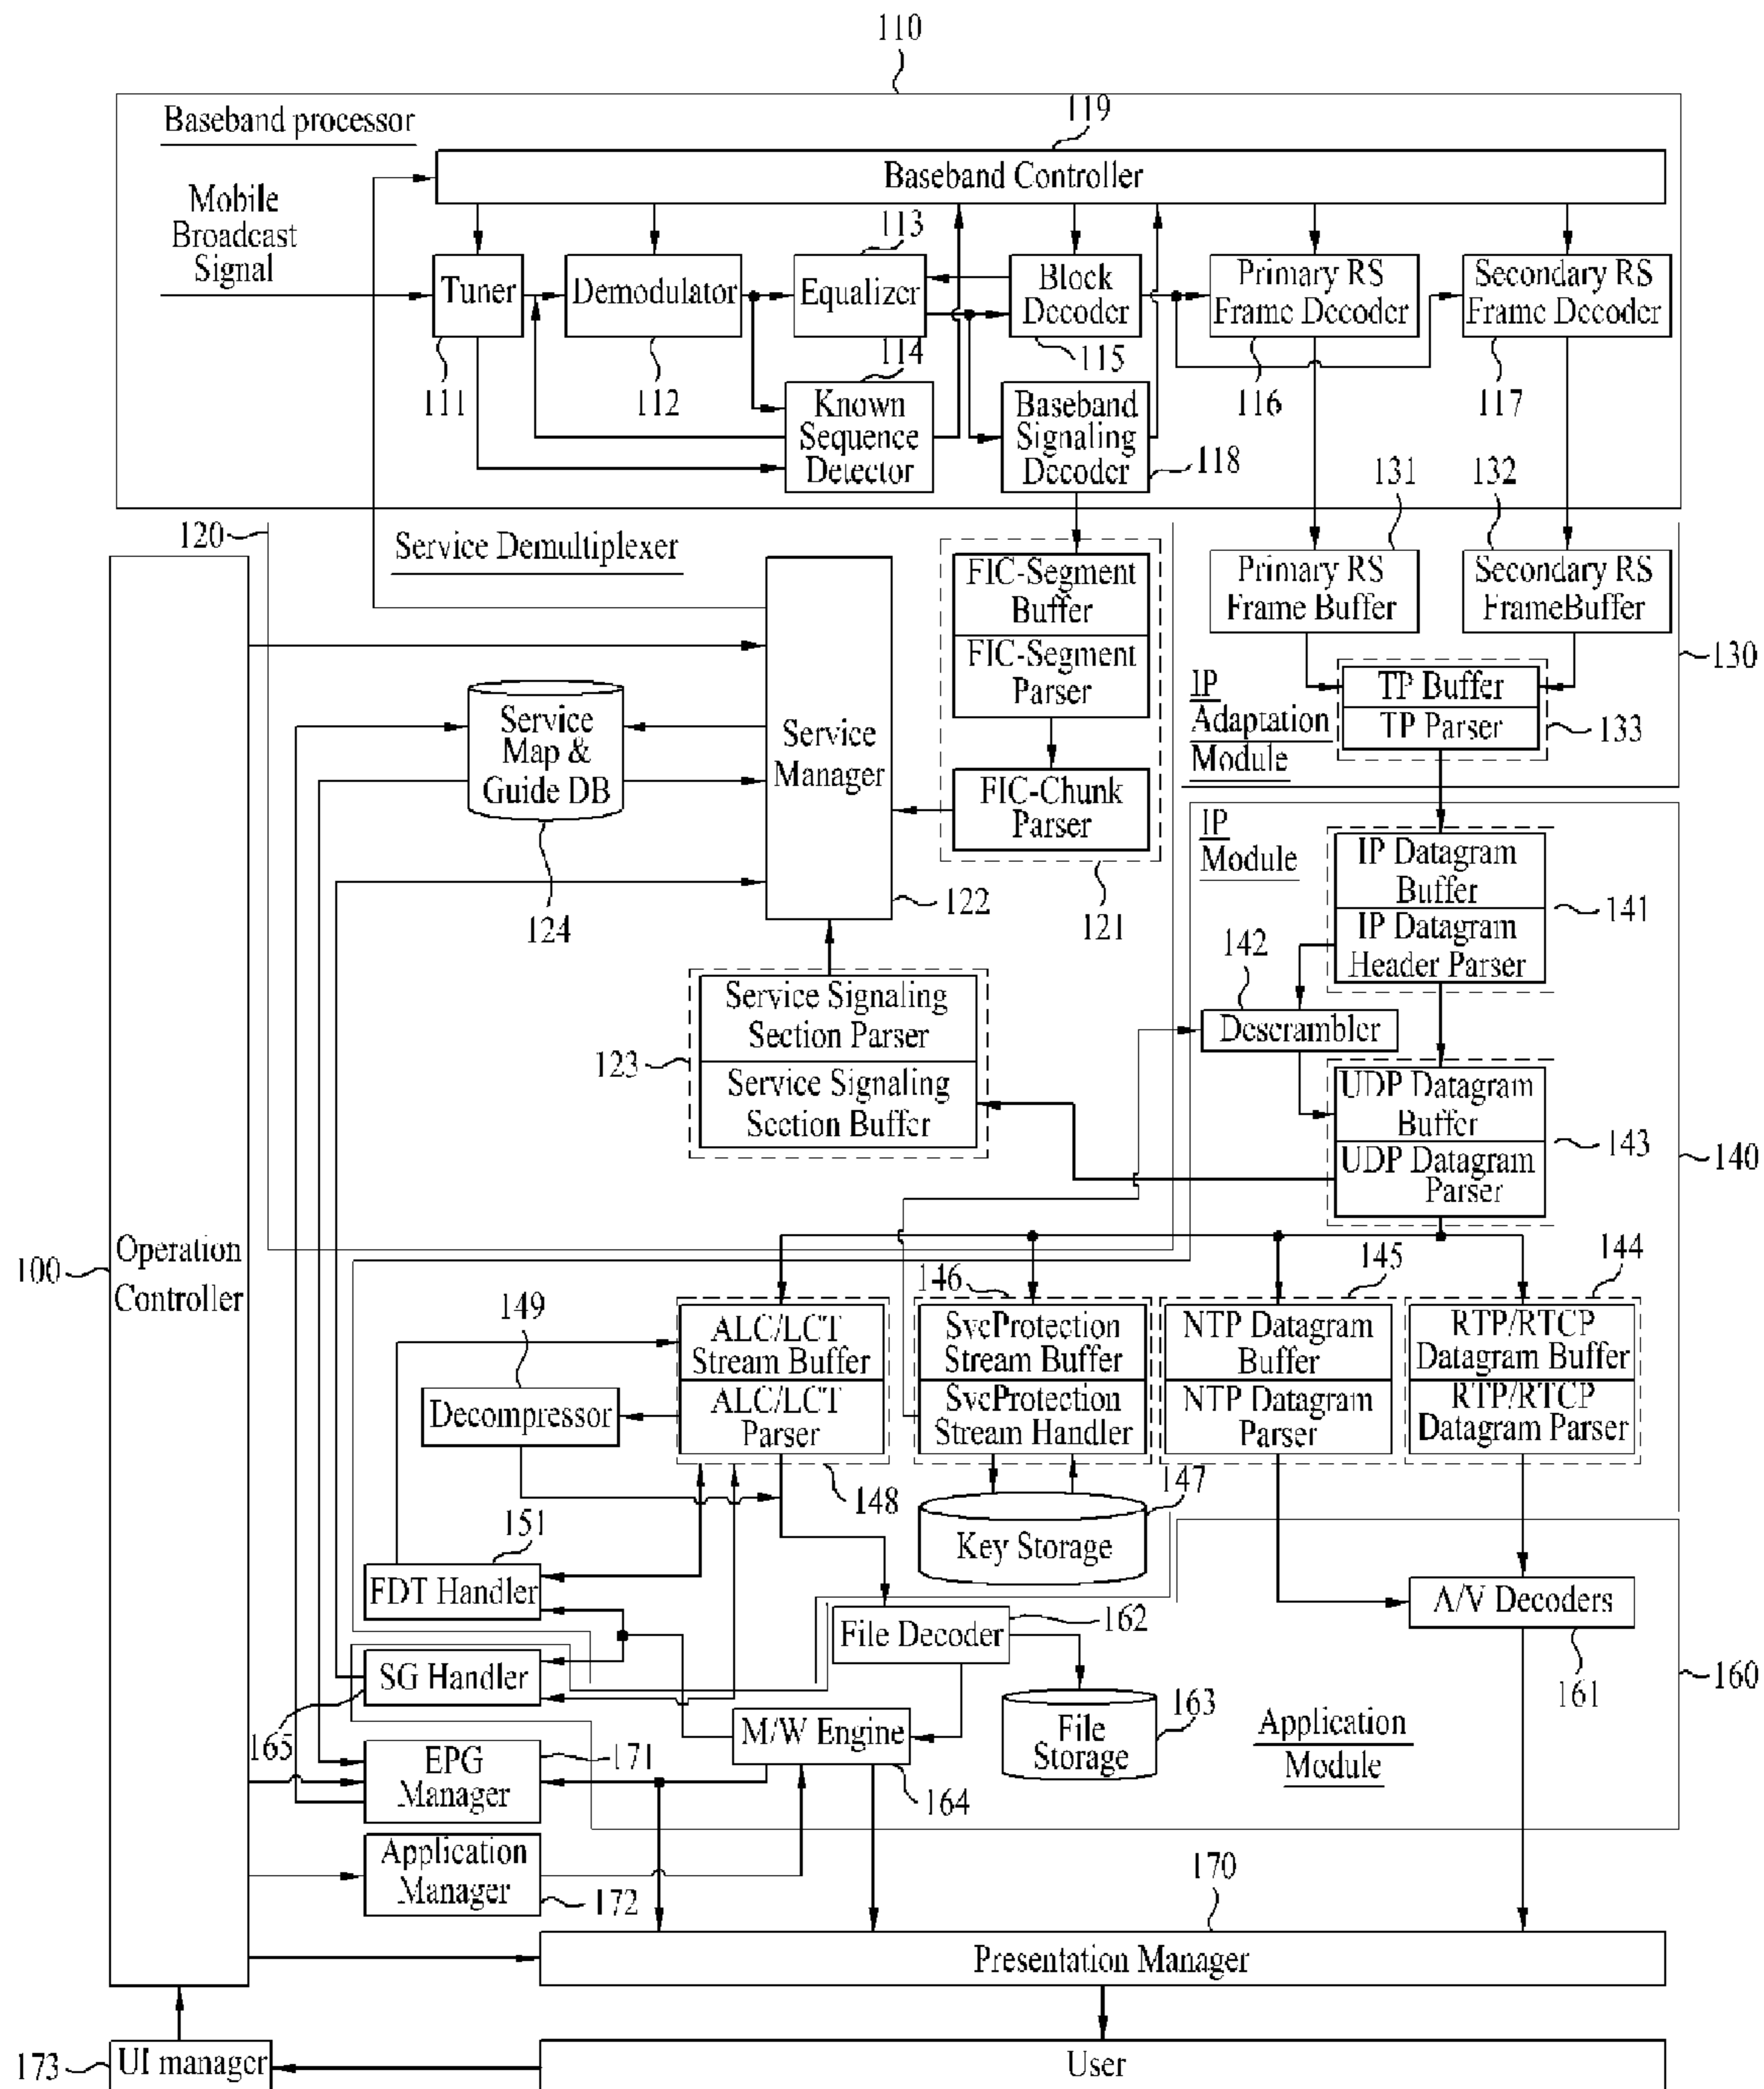 110
Baseband processor
119
Baseband Controller
Mobile
Broadcast
Signal
113
Tuner
Demodulator
Equalizer
Block
Decoder
Primary RS
Frame Decoder
Secondary RS
Frame Decoder
111
112
114
115
116
117
Known
Sequence
Detector
Baseband
Signaling
Decoder
118
131
132
120
Service Demultiplexer
FIC-Segment
Buffer
FIC-Segment
Parser
Primary RS
Frame Buffer
Secondary RS
FrameBuffer
130
IP
Adaptation
Module
TP Buffer
TP Parser
133
Service
Map &
Guide DB
124
Service
Manager
122
FIC-Chunk
Parser
121
IP
Module
IP Datagram
Buffer
IP Datagram
Header Parser
141
142
Descrambler
Service Signaling
Section Parser
Service Signaling
Section Buffer
123
UDP Datagram
Buffer
UDP Datagram
Parser
143
140
100
Operation
Controller
149
146
145
144
ALC/LCT
Stream Buffer
ALC/LCT
Parser
SvcProtection
Stream Buffer
SvcProtection
Stream Handler
NTP Datagram
Buffer
NTP Datagram
Parser
RTP/RTCP
Datagram Buffer
RTP/RTCP
Datagram Parser
Decompressor
148
147
Key Storage
151
FDT Handler
162
File Decoder
A/V Decoders
161
160
SG Handler
165
163
File
Storage
M/W Engine
164
Application
Module
EPG
Manager
171
Application
Manager
172
170
Presentation Manager
173
UI manager
User